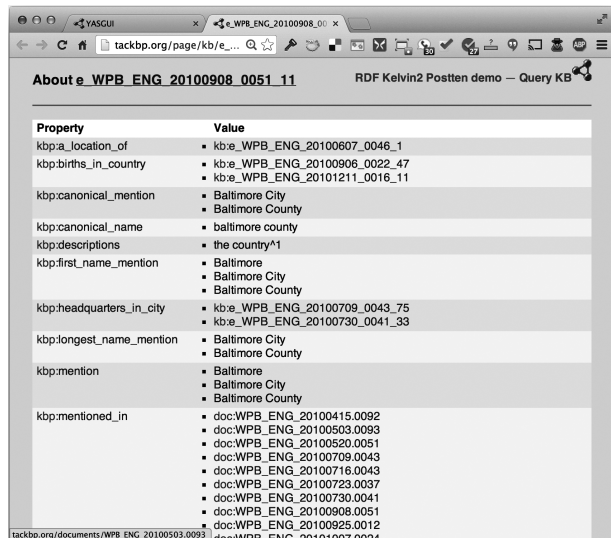 YASGUI × e_WPB_ENG_20100908_00 ×
tackbp.org/page/kb/e_...
About e_WPB_ENG_20100908_0051_11 RDF Kelvin2 Postten demo — Query KB
Property Value
kbp:a_location_of ▪ kb:e_WPB_ENG_20100607_0046_1
kbp:births_in_country ▪ kb:e_WPB_ENG_20100906_0022_47
▪ kb:e_WPB_ENG_20101211_0016_11
kbp:canonical_mention ▪ Baltimore City
▪ Baltimore County
kbp:canonical_name ▪ baltimore county
kbp:descriptions ▪ the country^1
kbp:first_name_mention ▪ Baltimore
▪ Baltimore City
▪ Baltimore County
kbp:headquarters_in_city ▪ kb:e_WPB_ENG_20100709_0043_75
▪ kb:e_WPB_ENG_20100730_0041_33
kbp:longest_name_mention ▪ Baltimore City
▪ Baltimore County
kbp:mention ▪ Baltimore
▪ Baltimore City
▪ Baltimore County
kbp:mentioned_in ▪ doc:WPB_ENG_20100415.0092
▪ doc:WPB_ENG_20100503.0093
▪ doc:WPB_ENG_20100520.0051
▪ doc:WPB_ENG_20100709.0043
▪ doc:WPB_ENG_20100716.0043
▪ doc:WPB_ENG_20100723.0037
▪ doc:WPB_ENG_20100730.0041
▪ doc:WPB_ENG_20100908.0051
▪ doc:WPB_ENG_20100925.0012
tackbp.org/documents/WPB_ENG_20100503.0093 doc:WPB_ENG_20101007.0024